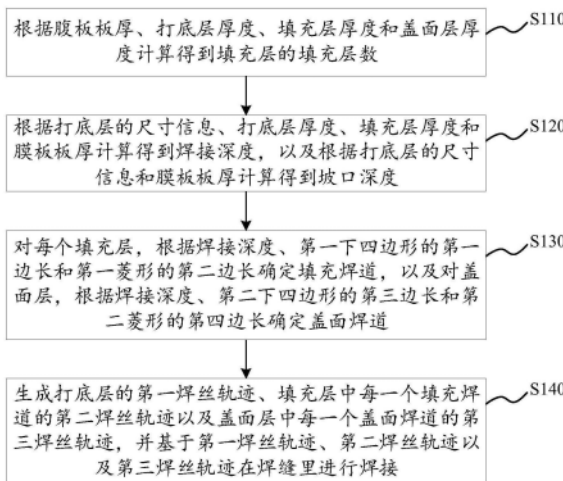 根据腹板板厚、打底层厚度、填充层厚度和盖面层厚
度计算得到填充层的填充层数
S110
根据打底层的尺寸信息、打底层厚度、填充层厚度和
膜板板厚计算得到焊接深度，以及根据打底层的尺寸
信息和膜板板厚计算得到坡口深度
S120
对每个填充层，根据焊接深度、第一下四边形的第一
边长和第一菱形的第二边长确定填充焊道，以及对盖
面层，根据焊接深度、第二下四边形的第三边长和第
二菱形的第四边长确定盖面焊道
S130
生成打底层的第一焊丝轨迹、填充层中每一个填充焊
道的第二焊丝轨迹以及盖面层中每一个盖面焊道的第
三焊丝轨迹，并基于第一焊丝轨迹、第二焊丝轨迹以
及第三焊丝轨迹在焊缝里进行焊接
S140